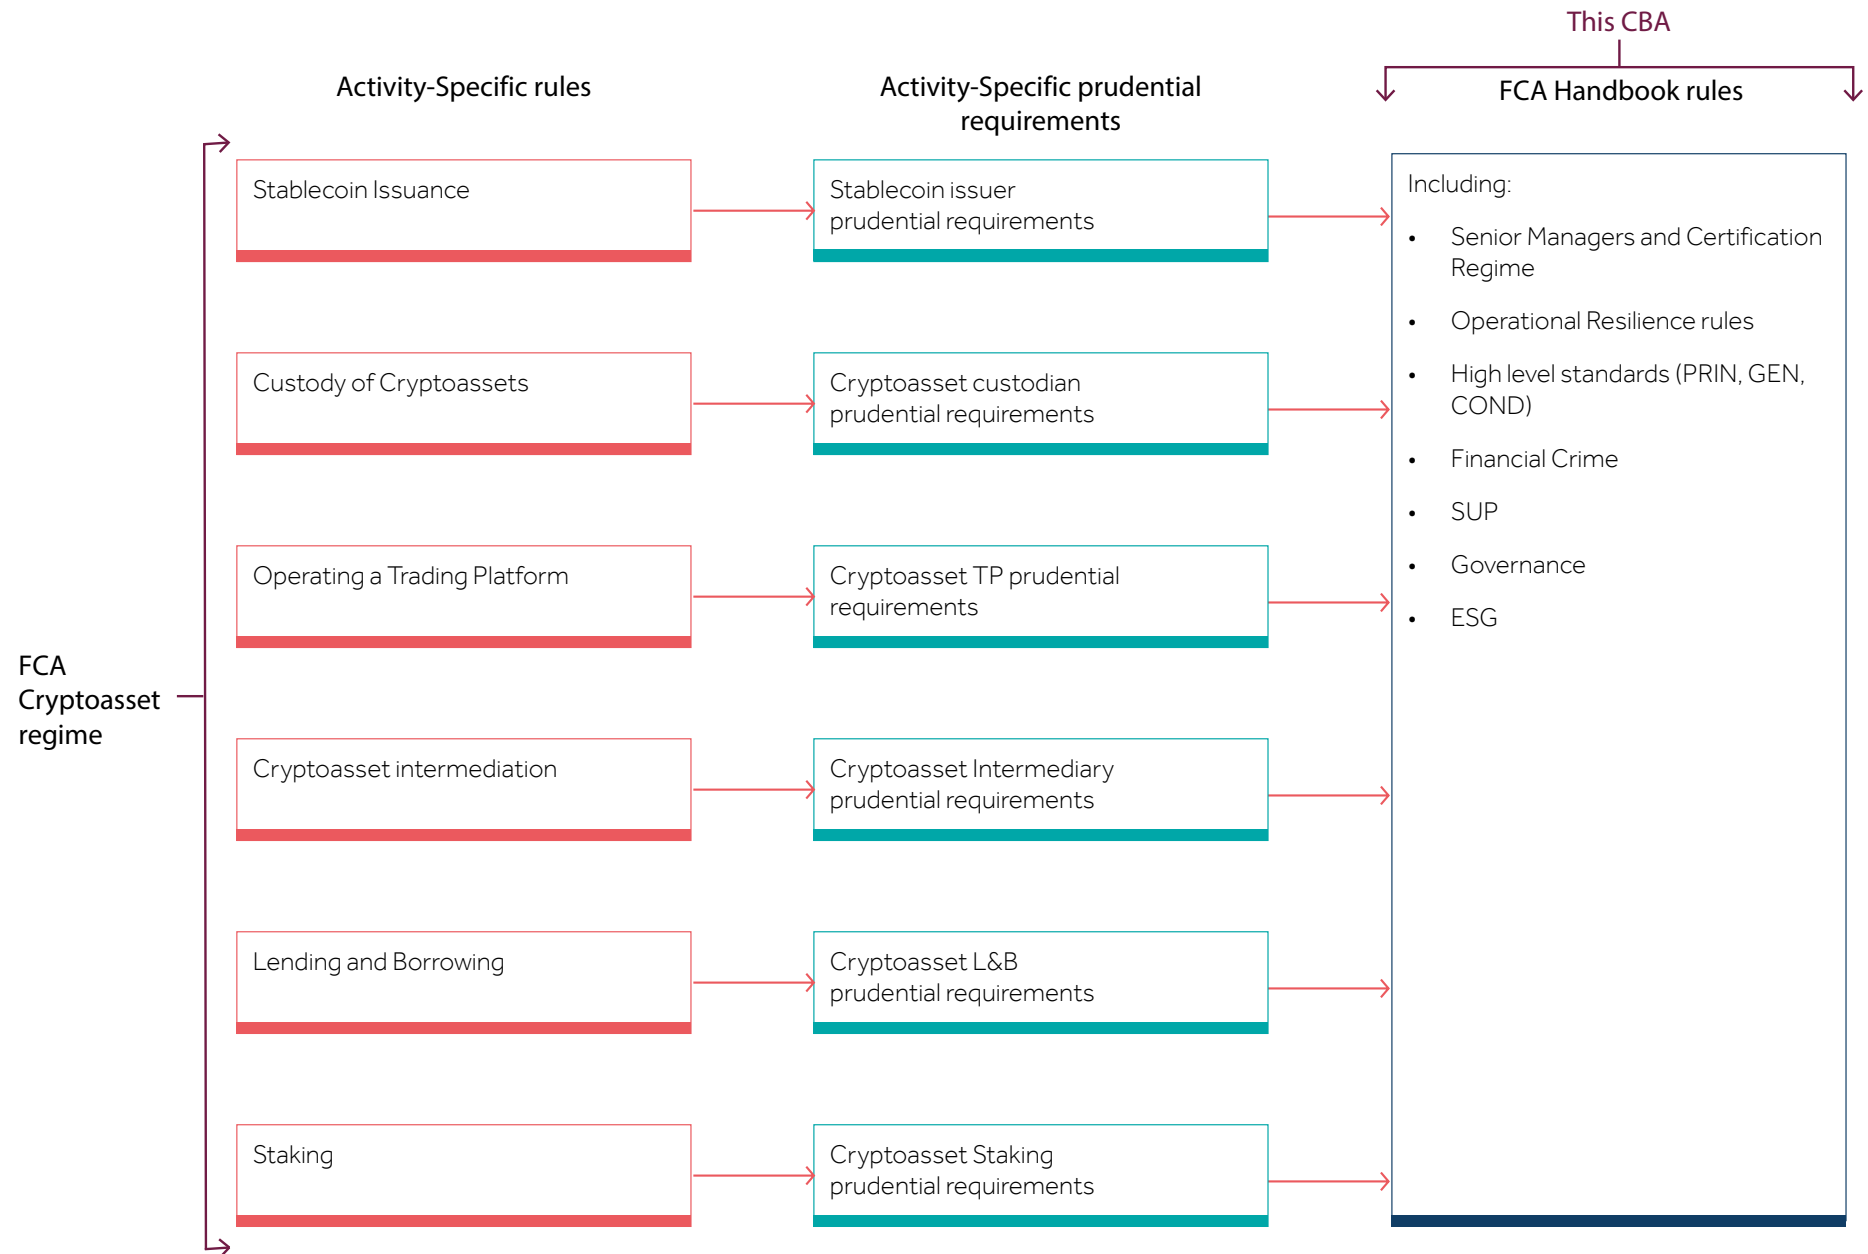 This CBA
Activity-Specific rules
Activity-Specific prudential
requirements
FCA Handbook rules
FCA
Cryptoasset
regime
Stablecoin Issuance
Stablecoin issuer
prudential requirements
Custody of Cryptoassets
Cryptoasset custodian
prudential requirements
Operating a Trading Platform
Cryptoasset TP prudential
requirements
Cryptoasset intermediation
Cryptoasset Intermediary
prudential requirements
Lending and Borrowing
Cryptoasset L&B
prudential requirements
Staking
Cryptoasset Staking
prudential requirements
Including:
• Senior Managers and Certification
Regime
• Operational Resilience rules
• High level standards (PRIN, GEN,
COND)
• Financial Crime
• SUP
• Governance
• ESG